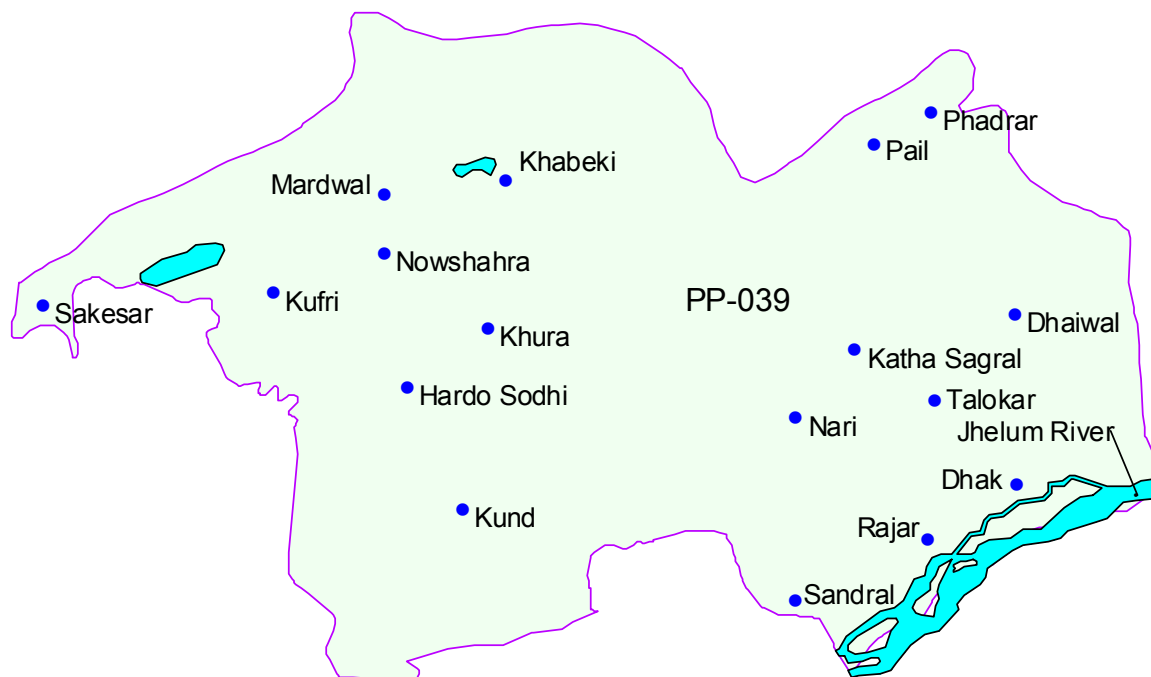 Phadrar
Pail
Khabeki
Mardwal
Nowshahra
Kufri
Sakesar
PP-039
Dhaiwal
Khura
Katha Sagral
Hardo Sodhi
Talokar
Nari
Jhelum River
Dhak
Kund
Rajar
Sandral